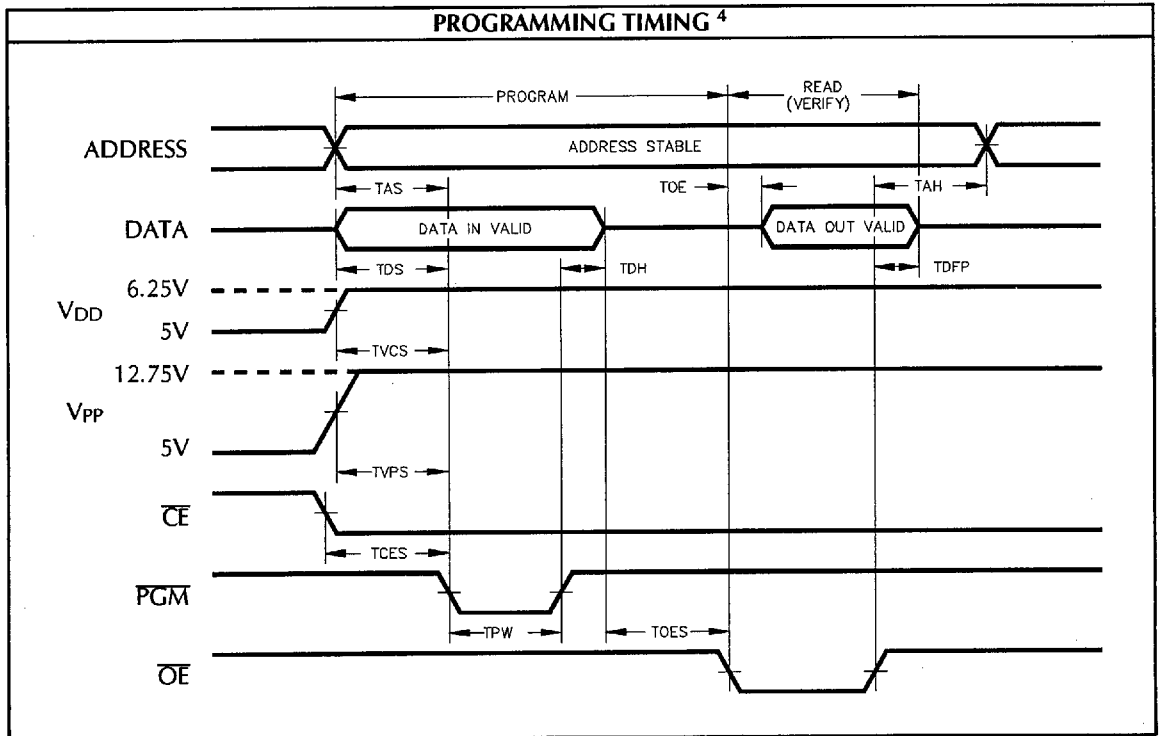 PROGRAMMING TIMING 4
PROGRAM
READ
(VERIFY)
ADDRESS
ADDRESS STABLE
TAS
TOE
TAH
DATA
DATA IN VALID
DATA OUT VALID
TDS
TDH
TDFP
6.25V
VDD
5V
TVCS
12.75V
VPP
5V
TVPS
CE
TCES
PGM
TPW
TOES
OE